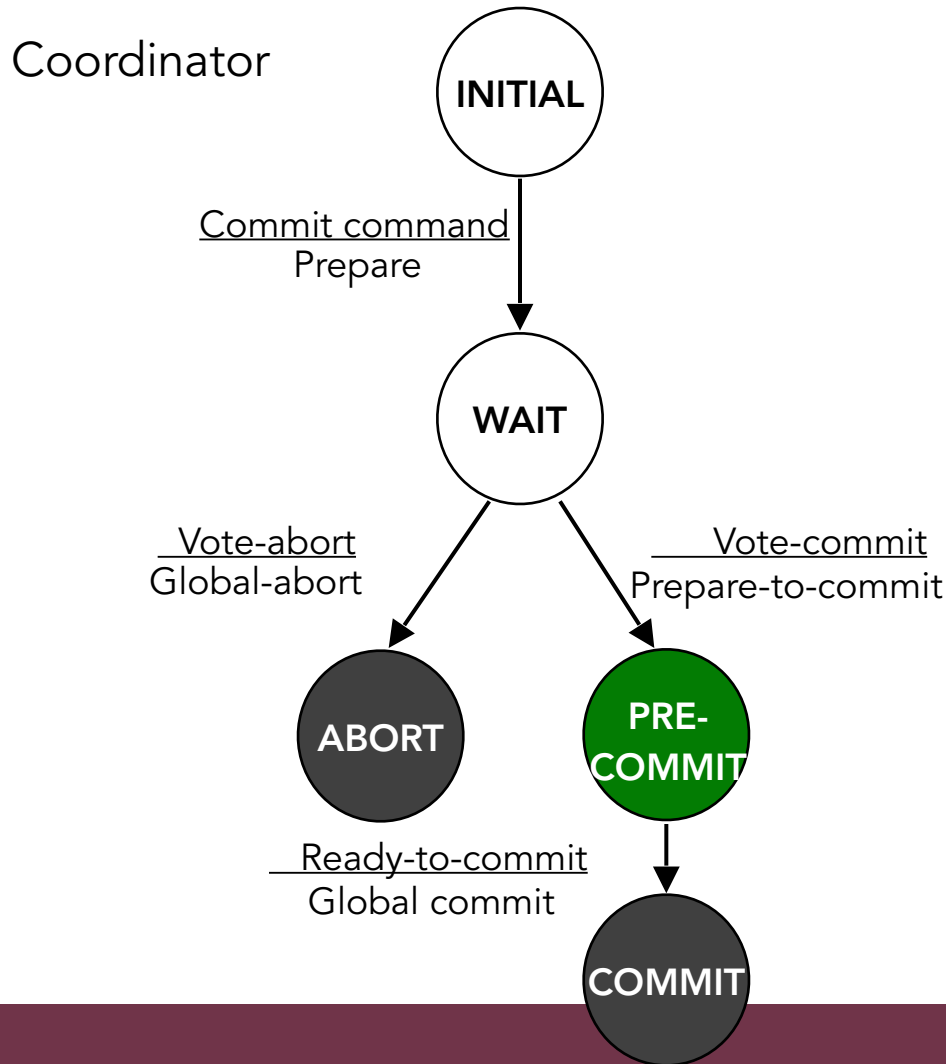 Coordinator
INITIAL
Commit command
Prepare
WAIT
Vote-abort
Global-abort
Vote-commit
Prepare-to-commit
ABORT
PRE-
COMMIT
Ready-to-commit
Global commit
COMMIT